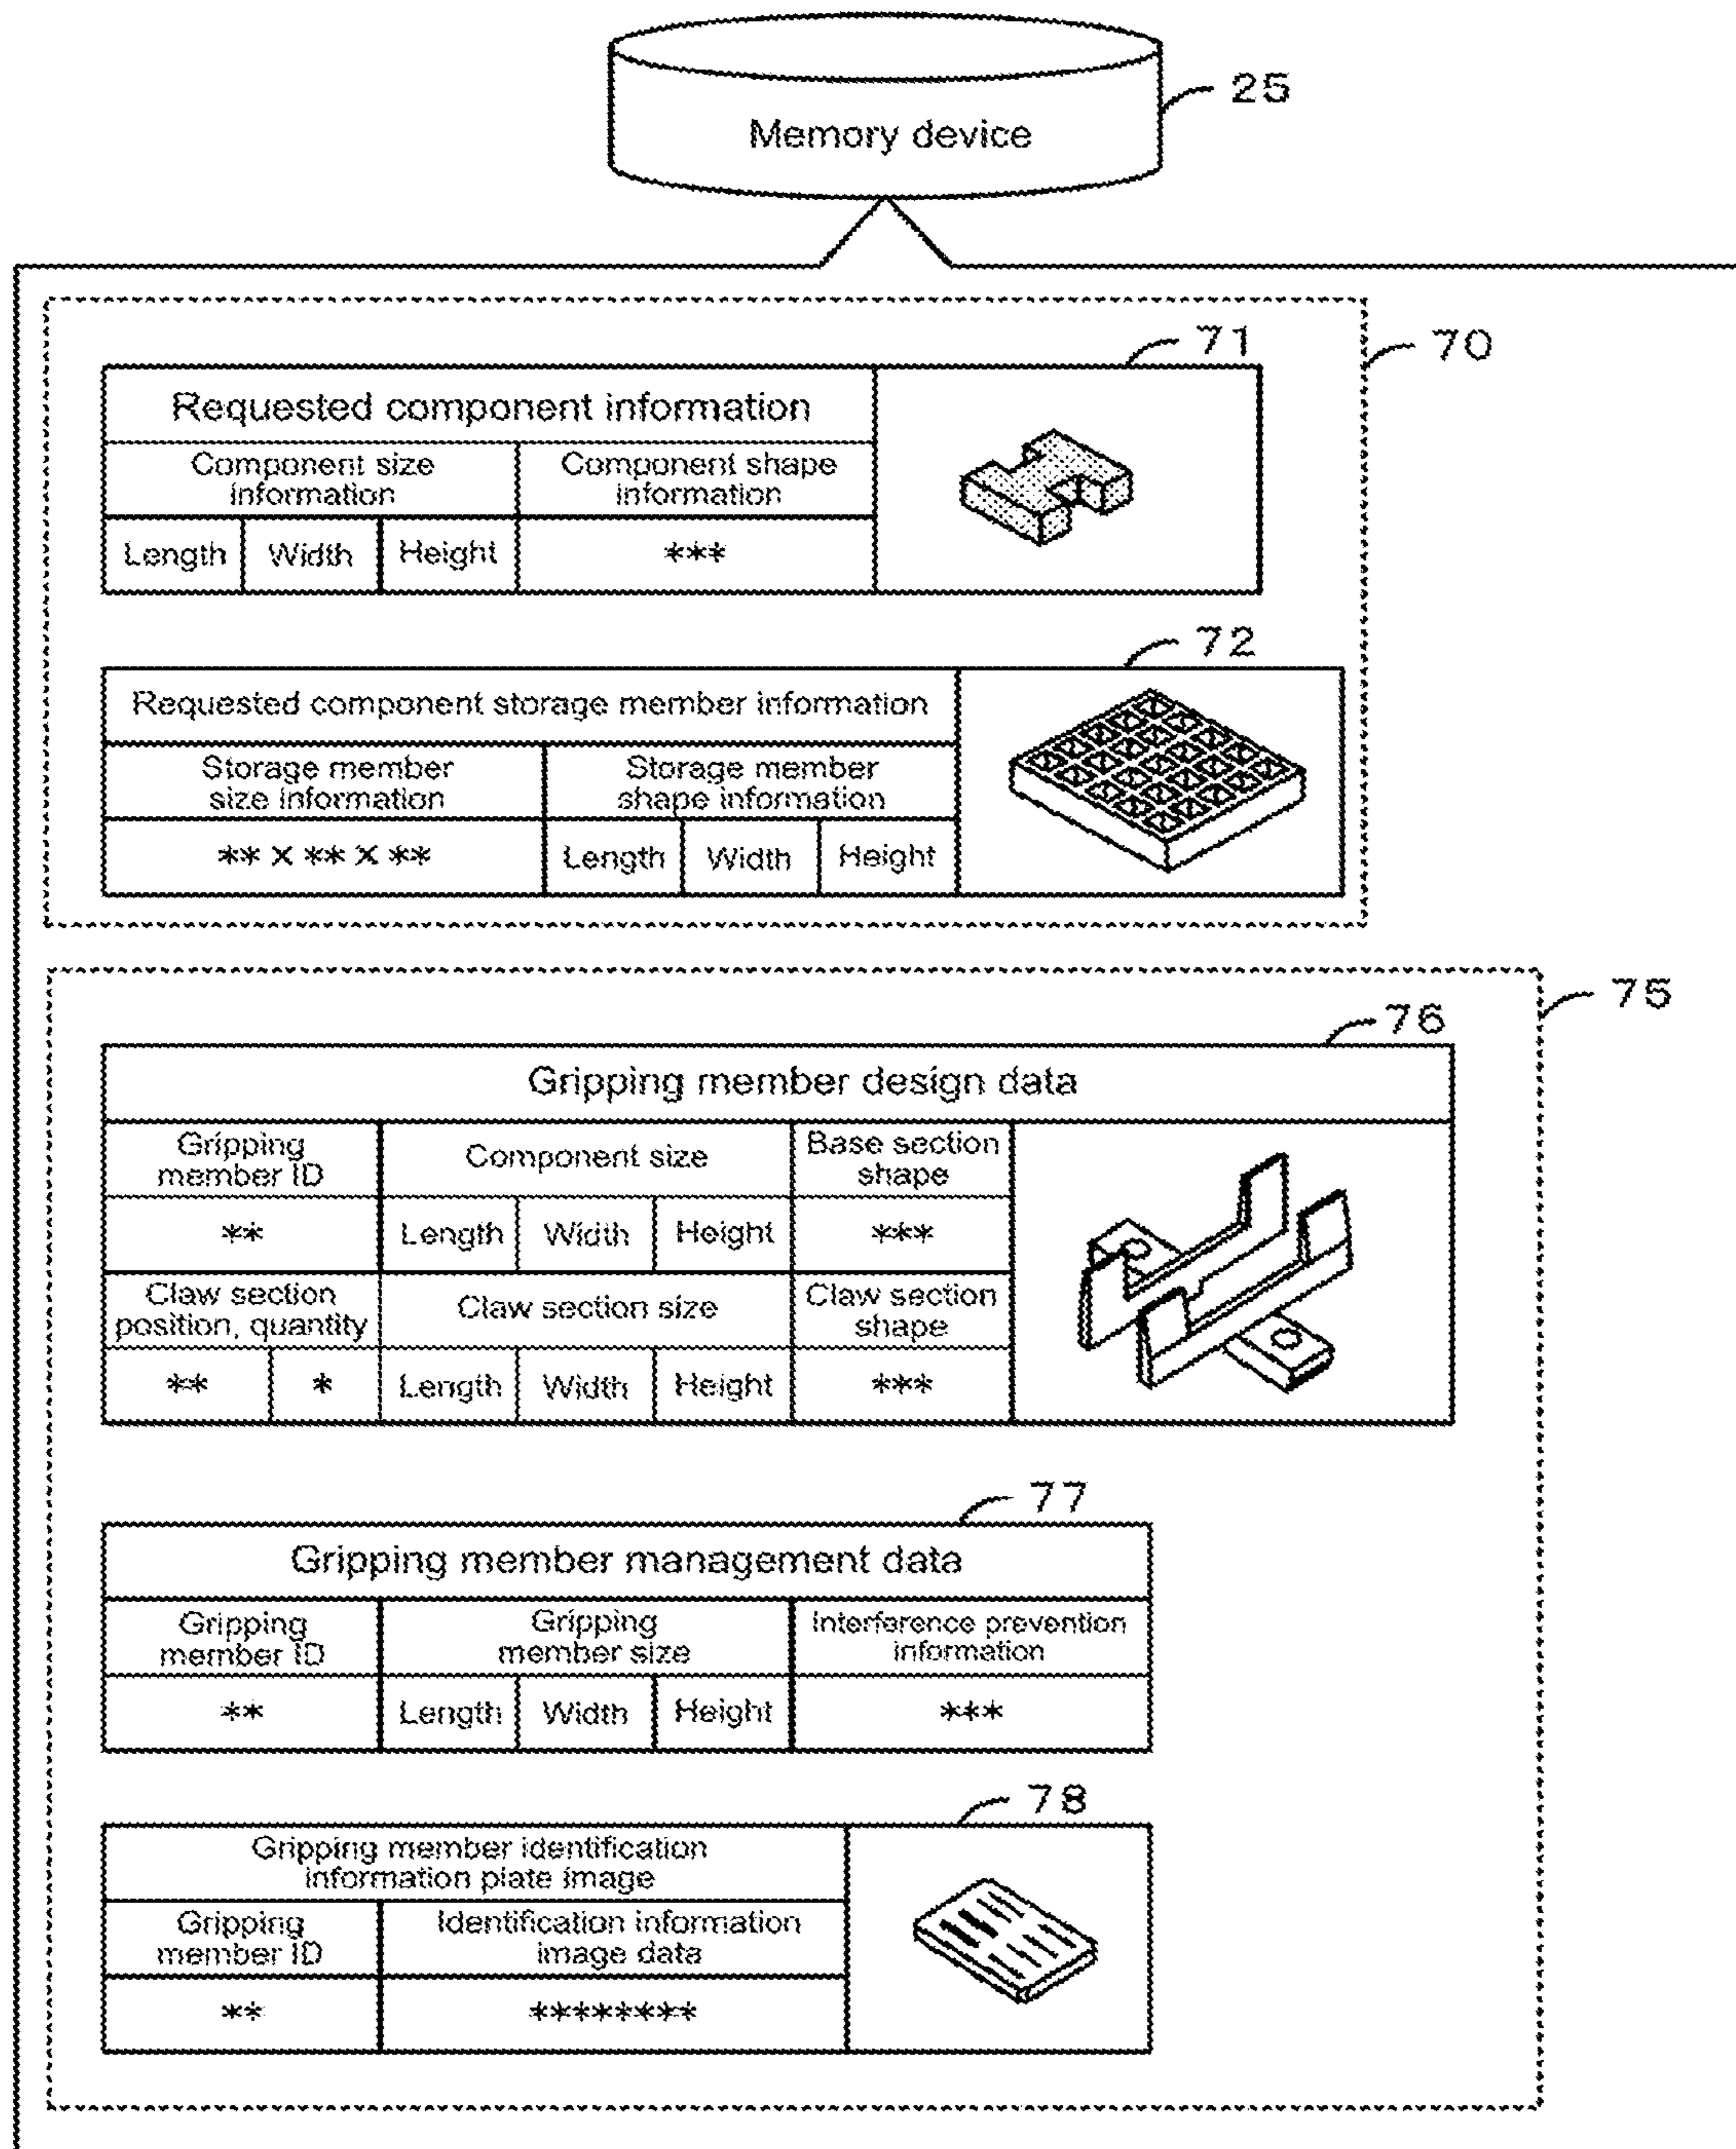 25
Memory device
70
71
Requested component information
Component size
information
Component shape
information
Length Width Height ***
72
Requested component storage member information
Storage member
size information
Storage member
shape information
** X ** X ** Length Width Height
75
76
Gripping member design data
Gripping
member ID
Component size
Base section
shape
** Length Width Height ***
Claw section
position, quantity
Claw section size
Claw section
shape
** * Length Width Height ***
77
Gripping member management data
Gripping
member ID
Gripping
member size
Interference prevention
information
** Length Width Height ***
78
Gripping member identification
information plate image
Gripping
member ID
Identification information
image data
** ********